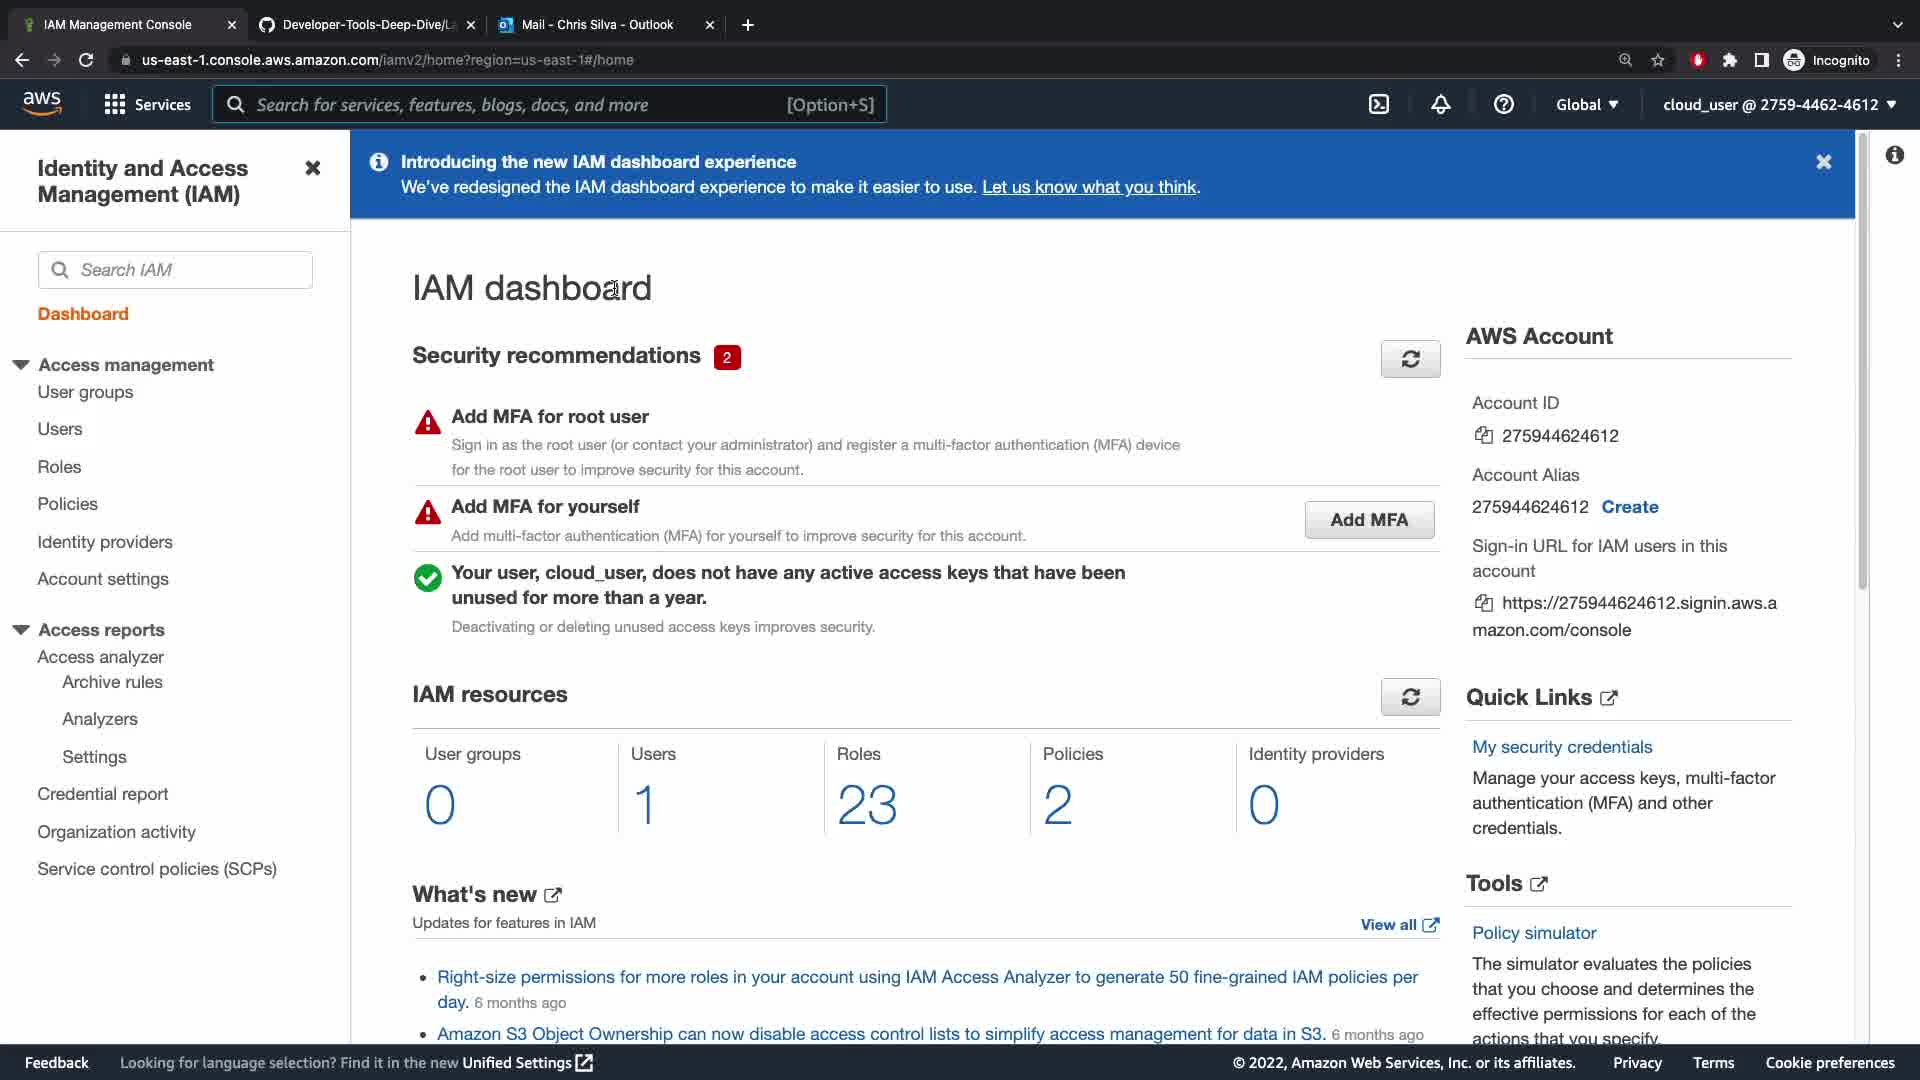 IAM Management Console
Developer-Tools-Deep-Dive/La
Mail - Chris Silva - Outlook
us-east-1.console.aws.amazon.com/iamv2/home?region=us-east-1#/home
Incognito
aws
Services
Search for services, features, blogs, docs, and more
[Option+S]
Global
cloud_user @ 2759-4462-4612
Identity and Access
Management (IAM)
Search IAM
Dashboard
Access management
User groups
Users
Roles
Policies
Identity providers
Account settings
Access reports
Access analyzer
Archive rules
Analyzers
Settings
Credential report
Organization activity
Service control policies (SCPs)
Introducing the new IAM dashboard experience
We've redesigned the IAM dashboard experience to make it easier to use. Let us know what you think.
IAM dashboard
Security recommendations 2
Add MFA for root user
Sign in as the root user (or contact your administrator) and register a multi-factor authentication (MFA) device
for the root user to improve security for this account.
Add MFA for yourself
Add multi-factor authentication (MFA) for yourself to improve security for this account.
Add MFA
Your user, cloud_user, does not have any active access keys that have been
unused for more than a year.
Deactivating or deleting unused access keys improves security.
IAM resources
User groups
0
Users
1
Roles
23
Policies
2
Identity providers
0
What's new
Updates for features in IAM
View all
Right-size permissions for more roles in your account using IAM Access Analyzer to generate 50 fine-grained IAM policies per
day. 6 months ago
Amazon S3 Object Ownership can now disable access control lists to simplify access management for data in S3. 6 months ago
AWS Account
Account ID
275944624612
Account Alias
275944624612 Create
Sign-in URL for IAM users in this
account
https://275944624612.signin.aws.a
mazon.com/console
Quick Links
My security credentials
Manage your access keys, multi-factor
authentication (MFA) and other
credentials.
Tools
Policy simulator
The simulator evaluates the policies
that you choose and determines the
effective permissions for each of the
actions that you specify.
Feedback
Looking for language selection? Find it in the new Unified Settings
© 2022, Amazon Web Services, Inc. or its affiliates.
Privacy
Terms
Cookie preferences